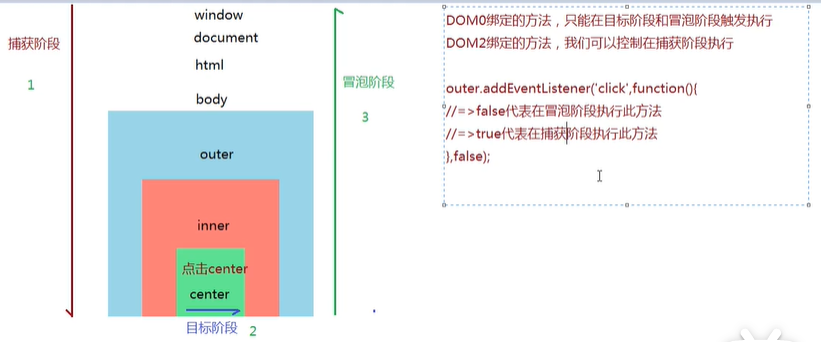 window
document
捕获阶段
html
1
body
冒泡阶段
3
outer
inner
点击center
center
目标阶段
2
DOM0绑定的方法，只能在目标阶段和冒泡阶段触发执行
DOM2绑定的方法，我们可以控制在捕获阶段执行
outer.addEventListener('click',function(){
//=>false代表在冒泡阶段执行此方法
//=>true代表在捕获阶段执行此方法
},false);